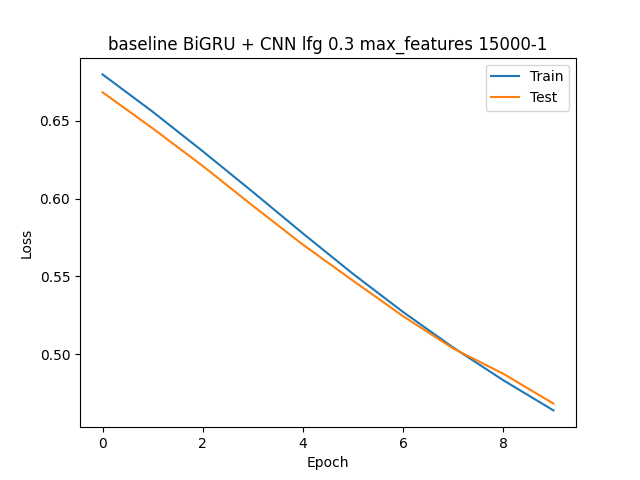 baseline BiGRU + CNN lfg 0.3 max_features 15000-1
Train
Test
0.65
0.60
0.55
0.50
Loss
0
2
4
6
8
Epoch